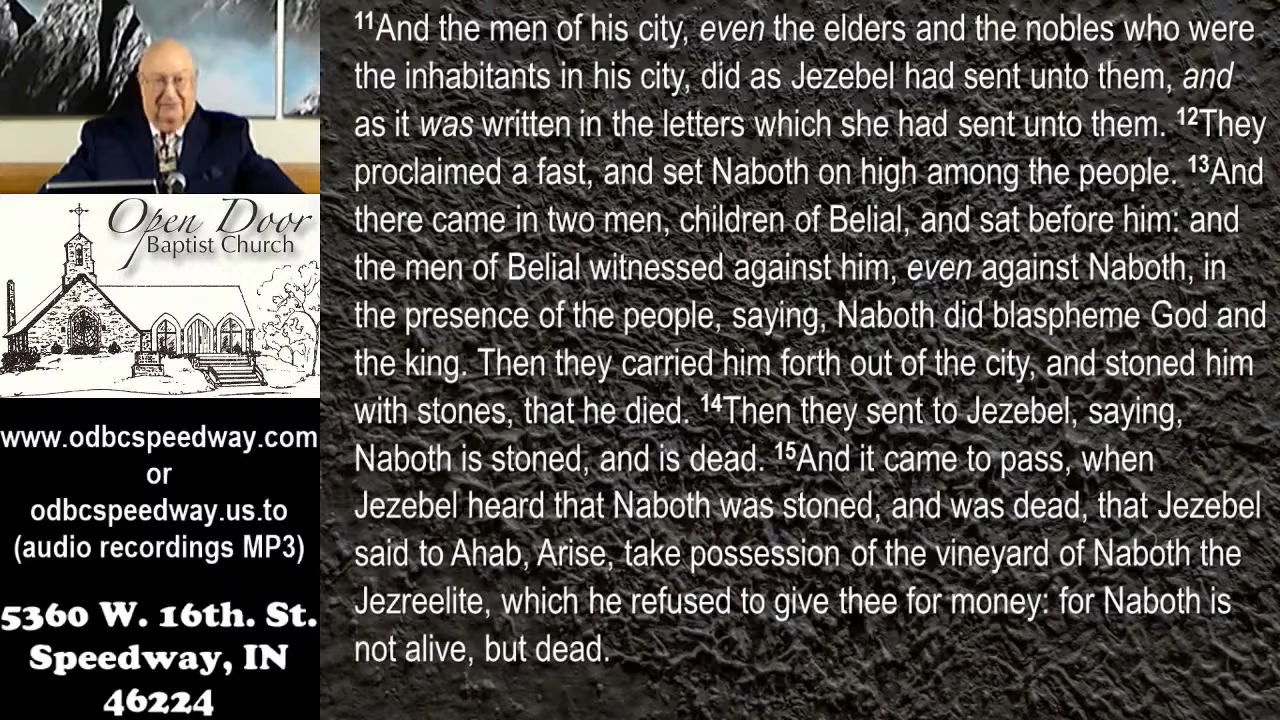 Open Door
Baptist Church
www.odbcspeedway.com
or
odbcspeedway.us.to
(audio recordings MP3)
5360 W. 16th. St.
Speedway, IN
46224
11And the men of his city, even the elders and the nobles who were
the inhabitants in his city, did as Jezebel had sent unto them, and
as it was written in the letters which she had sent unto them. 12They
proclaimed a fast, and set Naboth on high among the people. 13And
there came in two men, children of Belial, and sat before him: and
the men of Belial witnessed against him, even against Naboth, in
the presence of the people, saying, Naboth did blaspheme God and
the king. Then they carried him forth out of the city, and stoned him
with stones, that he died. 14Then they sent to Jezebel, saying,
Naboth is stoned, and is dead. 15And it came to pass, when
Jezebel heard that Naboth was stoned, and was dead, that Jezebel
said to Ahab, Arise, take possession of the vineyard of Naboth the
Jezreelite, which he refused to give thee for money: for Naboth is
not alive, but dead.